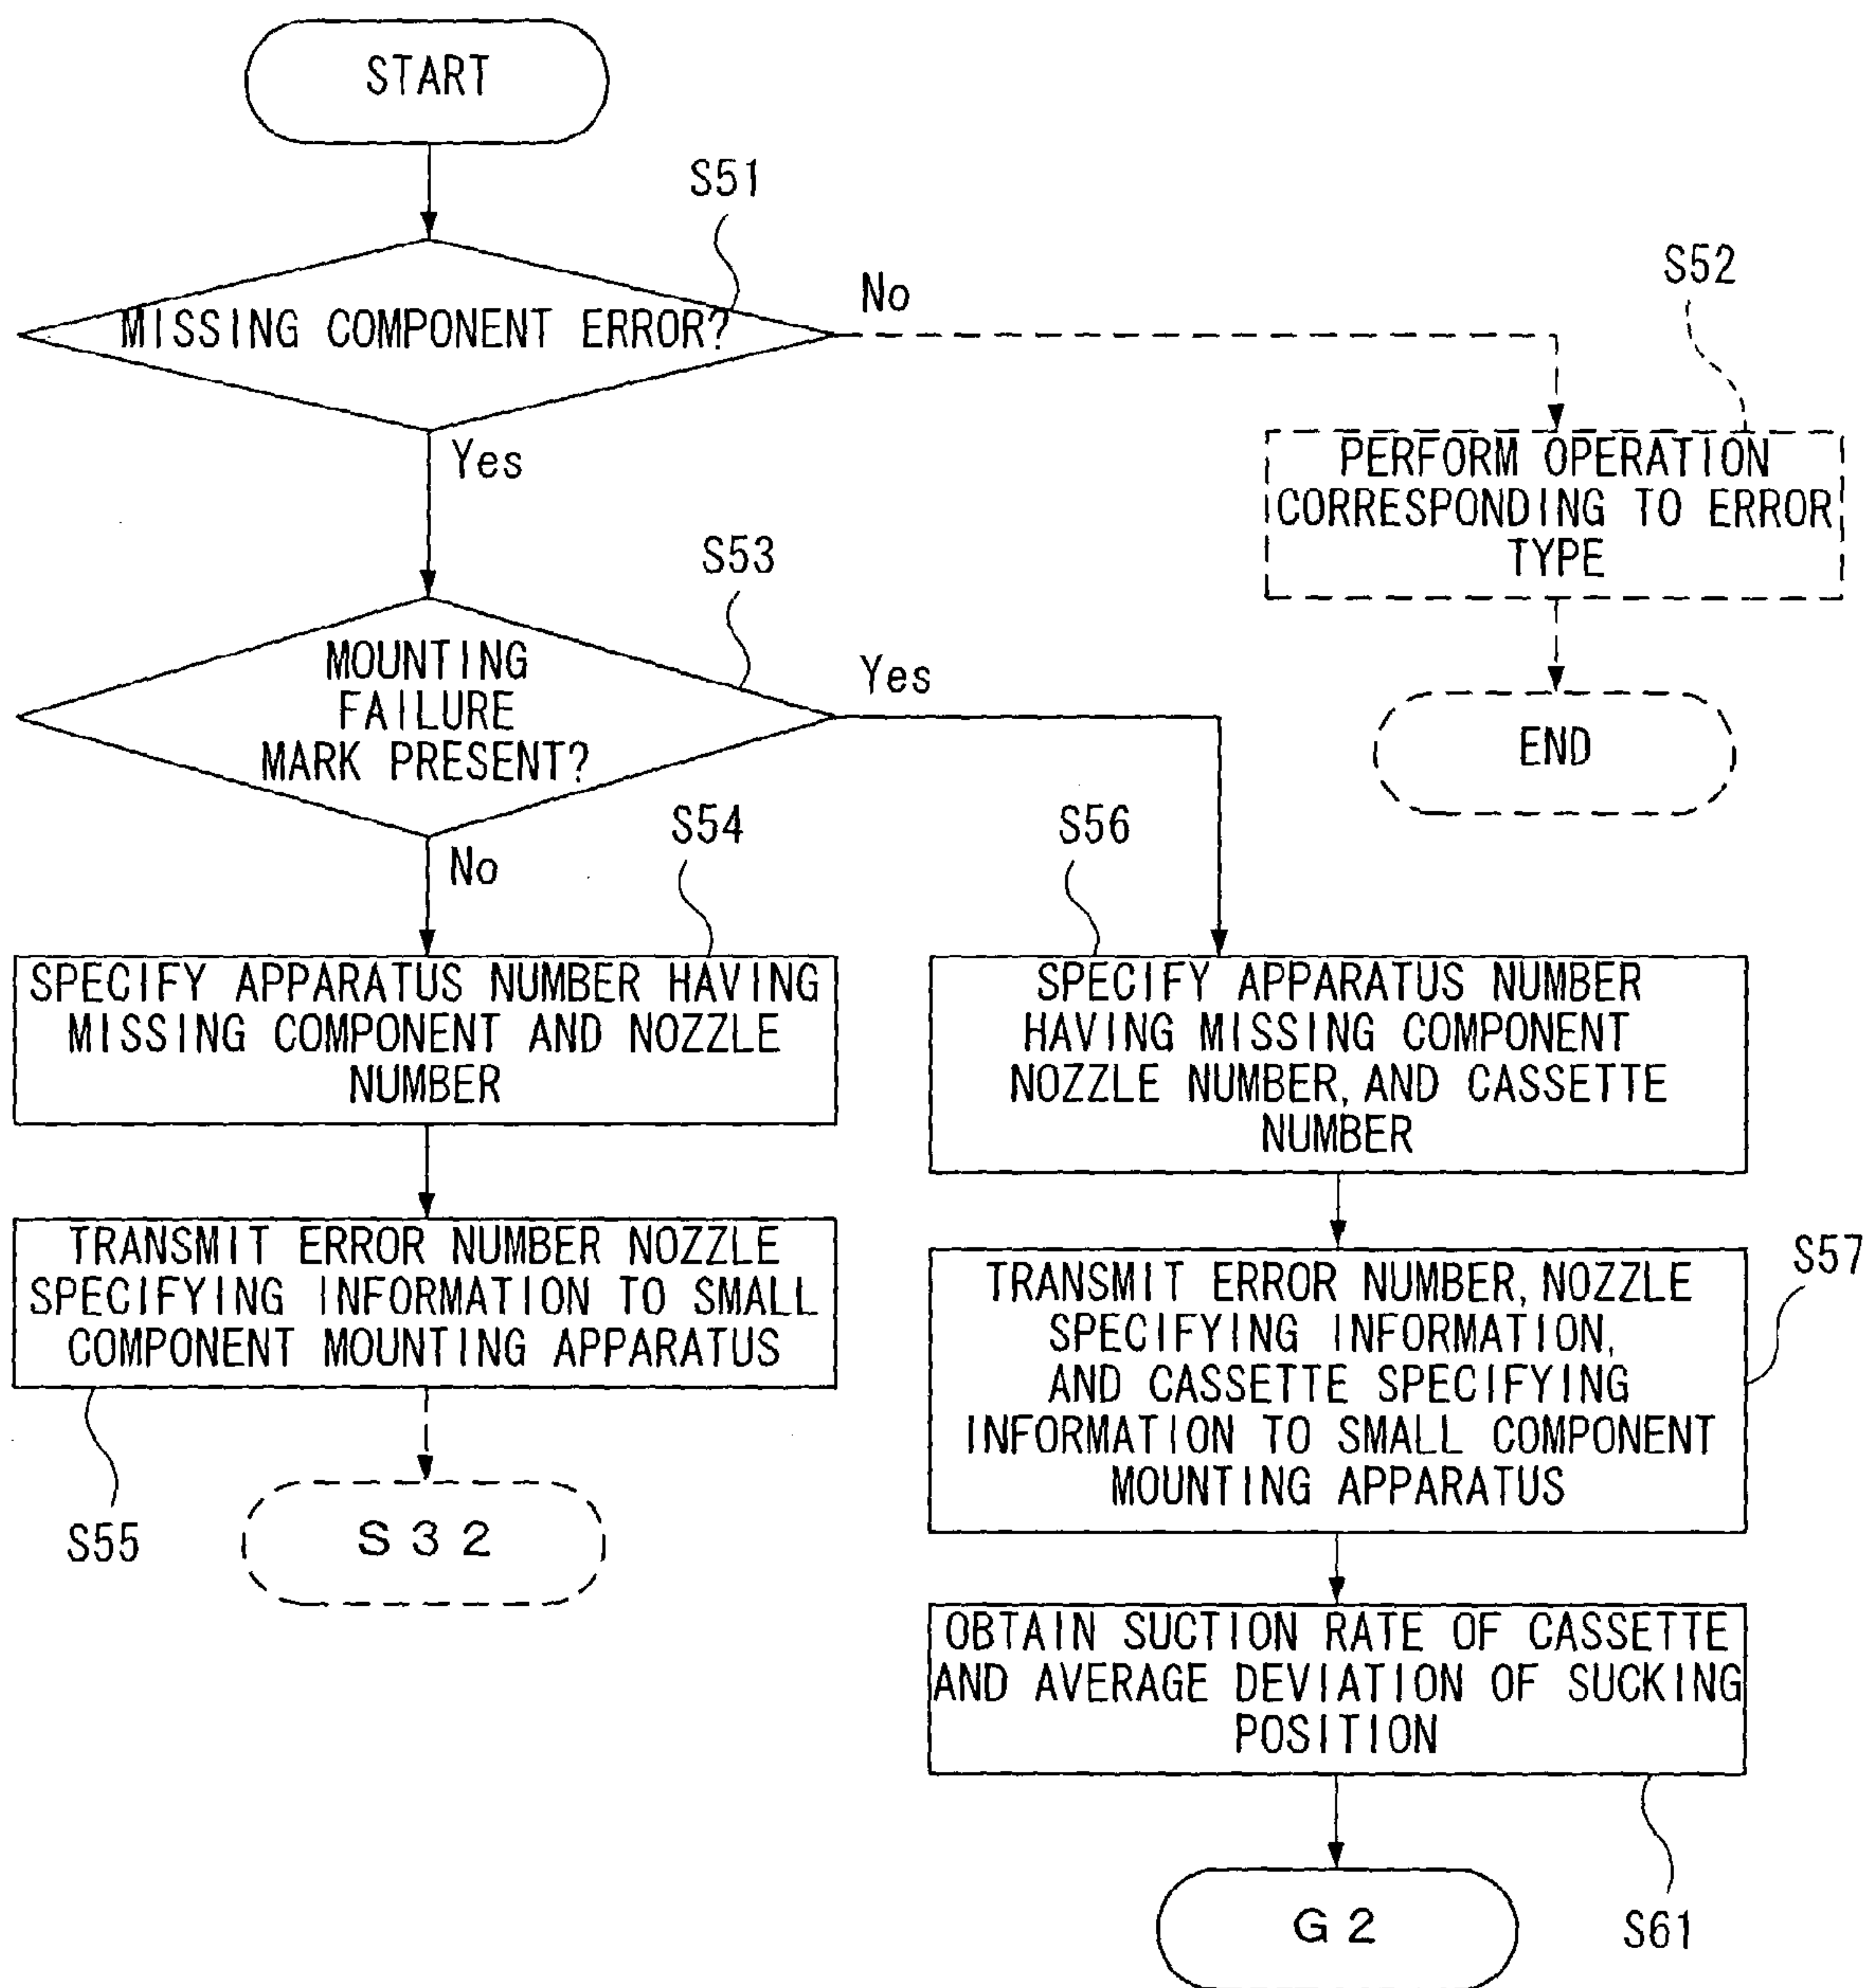 START
S51
MISSING COMPONENT ERROR?
No
S52
PERFORM OPERATION
CORRESPONDING TO ERROR
TYPE
END
Yes
S53
MOUNTING
FAILURE
MARK PRESENT?
Yes
No
S54
SPECIFY APPARATUS NUMBER HAVING
MISSING COMPONENT AND NOZZLE
NUMBER
TRANSMIT ERROR NUMBER NOZZLE
SPECIFYING INFORMATION TO SMALL
COMPONENT MOUNTING APPARATUS
S55
S32
S56
SPECIFY APPARATUS NUMBER
HAVING MISSING COMPONENT
NOZZLE NUMBER, AND CASSETTE
NUMBER
S57
TRANSMIT ERROR NUMBER, NOZZLE
SPECIFYING INFORMATION,
AND CASSETTE SPECIFYING
INFORMATION TO SMALL COMPONENT
MOUNTING APPARATUS
OBTAIN SUCTION RATE OF CASSETTE
AND AVERAGE DEVIATION OF SUCKING
POSITION
S61
G2